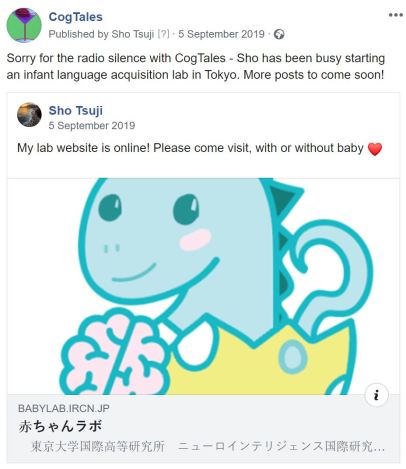 CogTales
Published by Sho Tsuji [?] · 5 September 2019 ·
Sorry for the radio silence with CogTales - Sho has been busy starting
an infant language acquisition lab in Tokyo. More posts to come soon!
Sho Tsuji
5 September 2019
My lab website is online! Please come visit, with or without baby ❤️
BABYLAB.IRCN.JP
赤ちゃんラボ
東京大学国際高等研究所 ニューロインテリジェンス国際研究…